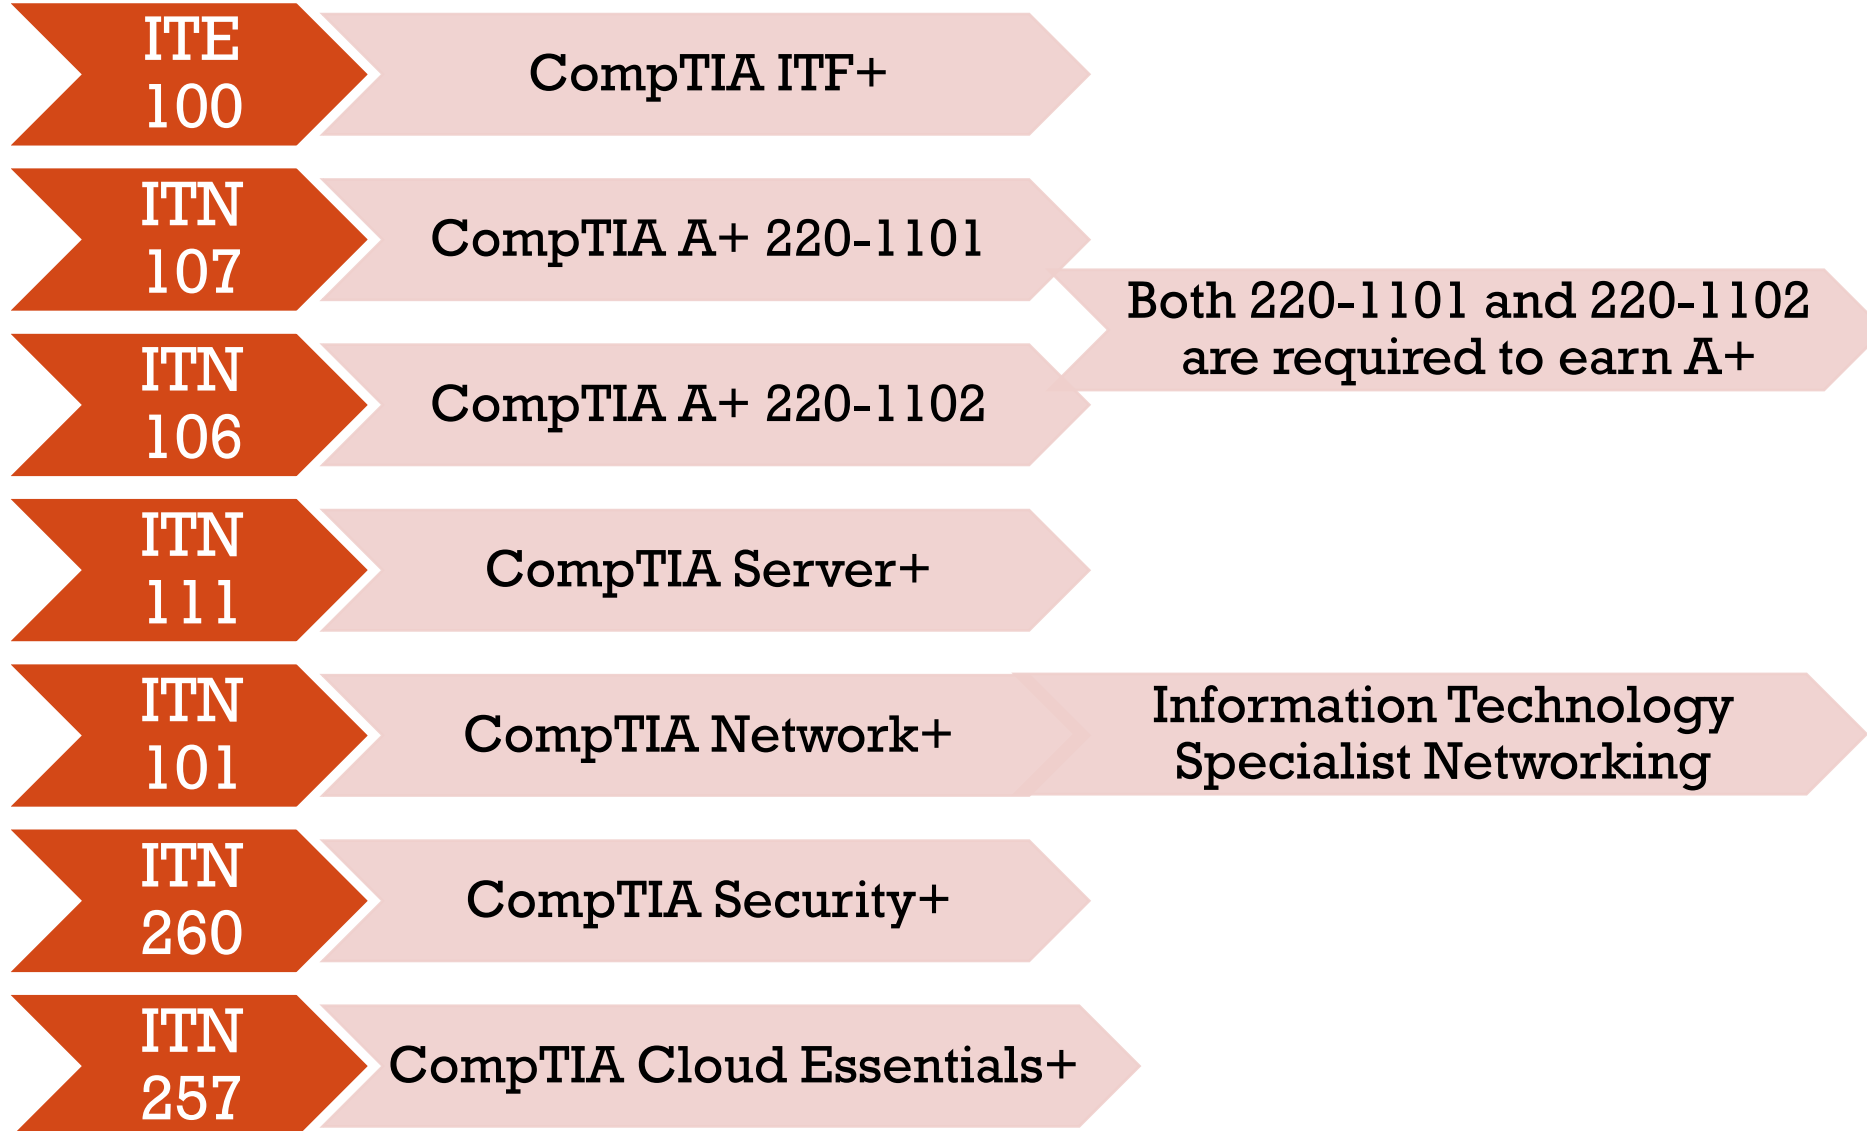 ITE
100
CompTIA ITF+
ITN
107
CompTIA A+ 220-1101
Both 220-1101 and 220-1102
are required to earn A+
ITN
106
CompTIA A+ 220-1102
ITN
111
CompTIA Server+
ITN
101
CompTIA Network+
Information Technology
Specialist Networking
ITN
260
CompTIA Security+
ITN
257
CompTIA Cloud Essentials+